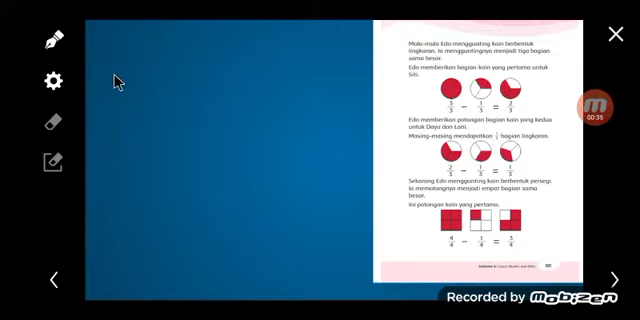 Mula-mula Edo menggunting kain berbentuk
lingkaran. Ia mengguntingnya menjadi tiga bagian
sama besar.
Edo memberikan bagian kain yang pertama untuk
Siti.
3/3 - 1/3 = 2/3
Edo memberikan potongan bagian kain yang kedua
untuk Dayu dan Lani.
Masing-masing mendapatkan bagian lingkaran.
2/3 - 1/3 = 1/3
Sekarang Edo menggunting kain berbentuk persegi.
Ia memotongnya menjadi empat bagian sama
besar.
Ini potongan kain yang pertama.
4/4 - 1/4 = 3/4
00:35
Recorded by mobizen